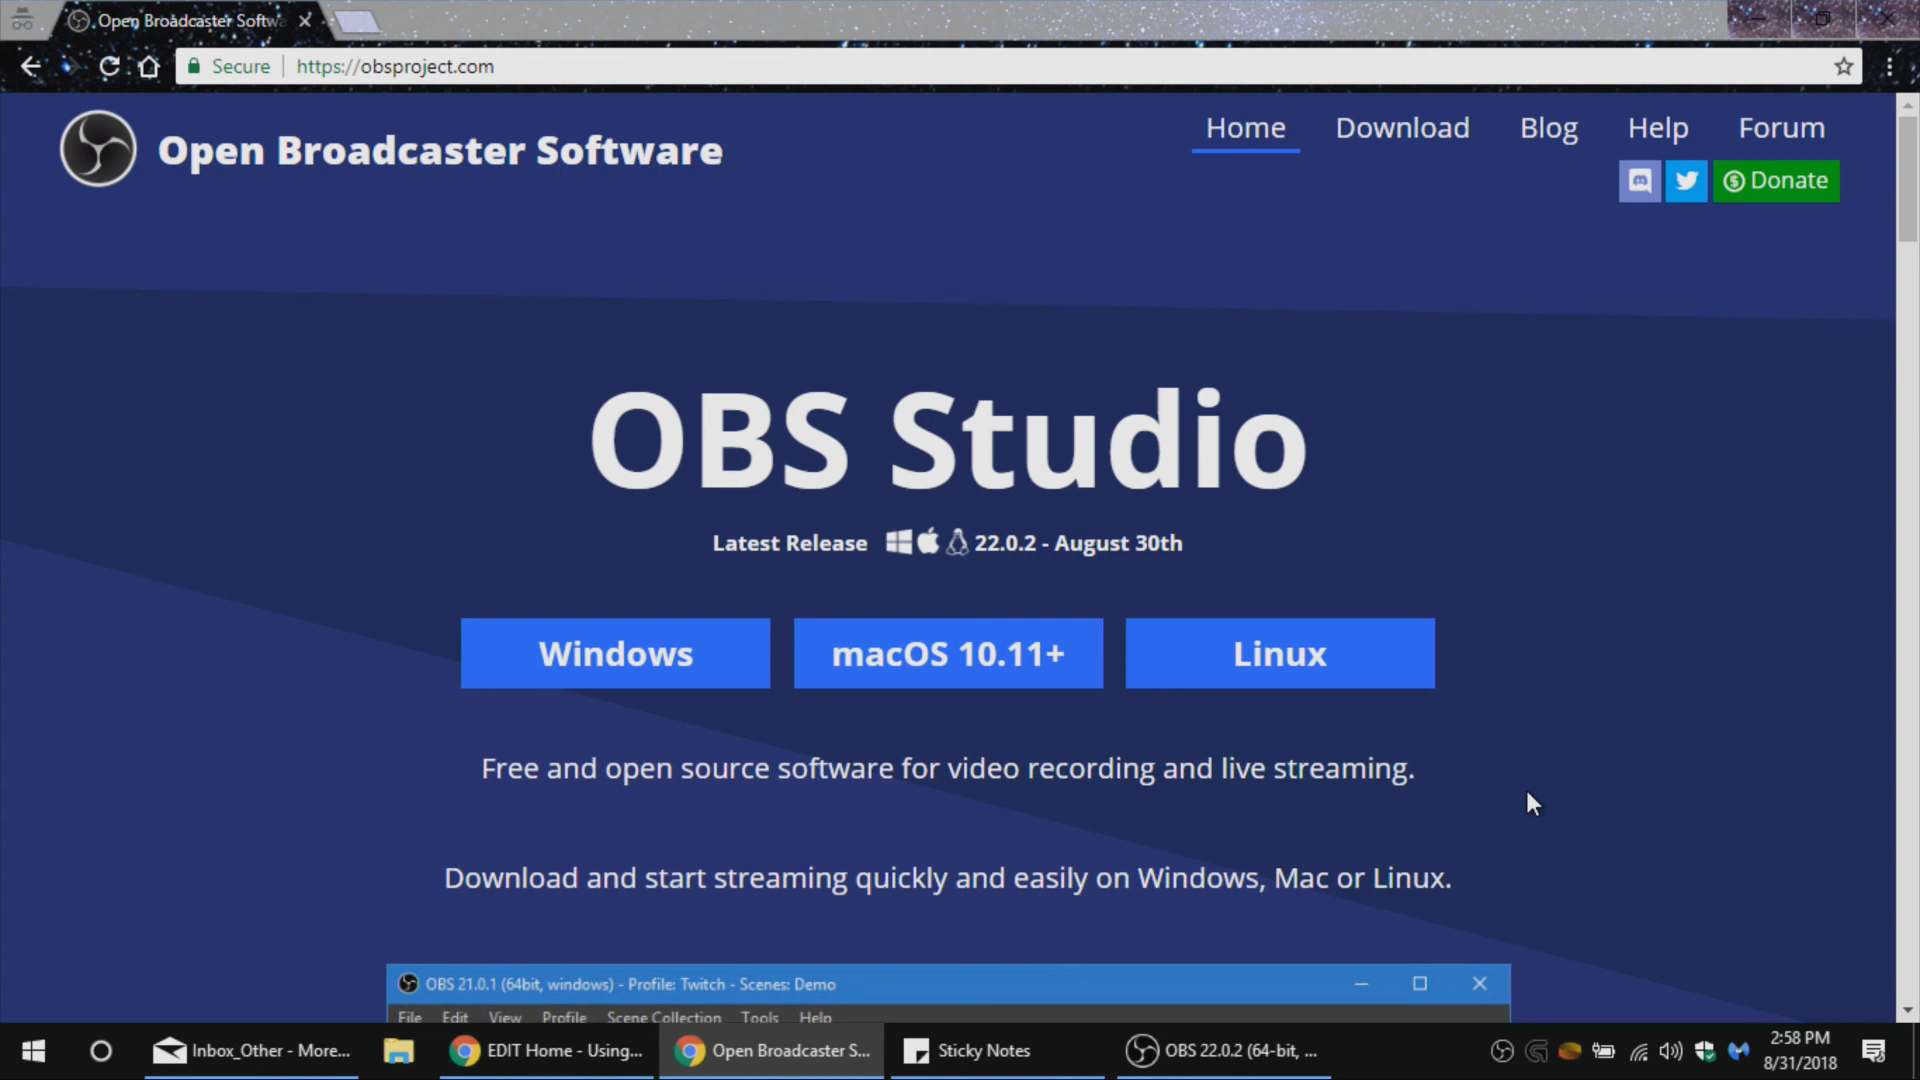 Open Broadcaster Softw
Secure
https://obsproject.com
Open Broadcaster Software
Home
Download
Blog
Help
Forum
Donate
OBS Studio
Latest Release 22.0.2 - August 30th
Windows
macOS 10.11+
Linux
Free and open source software for video recording and live streaming.
Download and start streaming quickly and easily on Windows, Mac or Linux.
OBS 21.0.1 (64bit, windows) - Profile: Twitch - Scenes: Demo
File Edit View Profile Scene Collection Tools Help
Inbox_Other - More...
EDIT Home - Using...
Open Broadcaster S...
Sticky Notes
OBS 22.0.2 (64-bit, ...
2:58 PM
8/31/2018